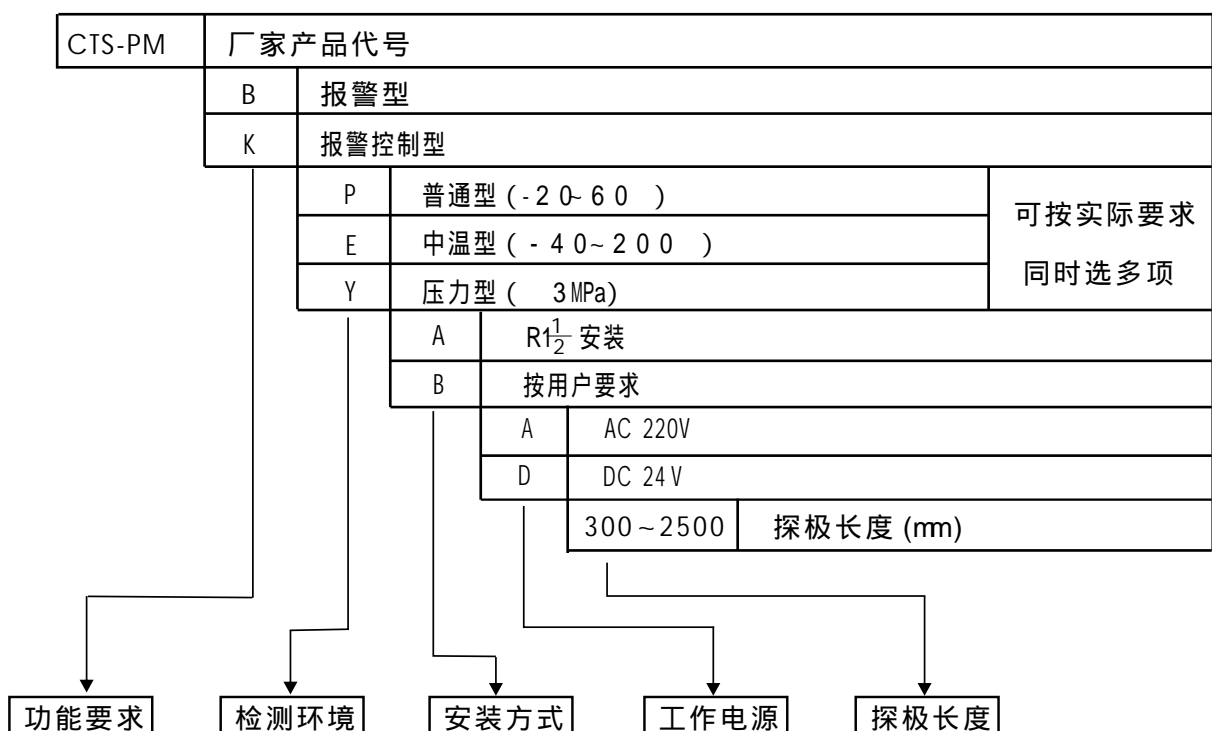 CTS-PM 厂家产品代号
B 报警型
K 报警控制型
P 普通型(-20~60 )
可按实际要求
E 中温型(-40~200 )
同时选多项
Y 压力型( 3MPa)
A R1 1/2 安装
B 按用户要求
A AC 220V
D DC 24V
300~2500 探极长度(mm)
功能要求 检测环境 安装方式 工作电源 探极长度